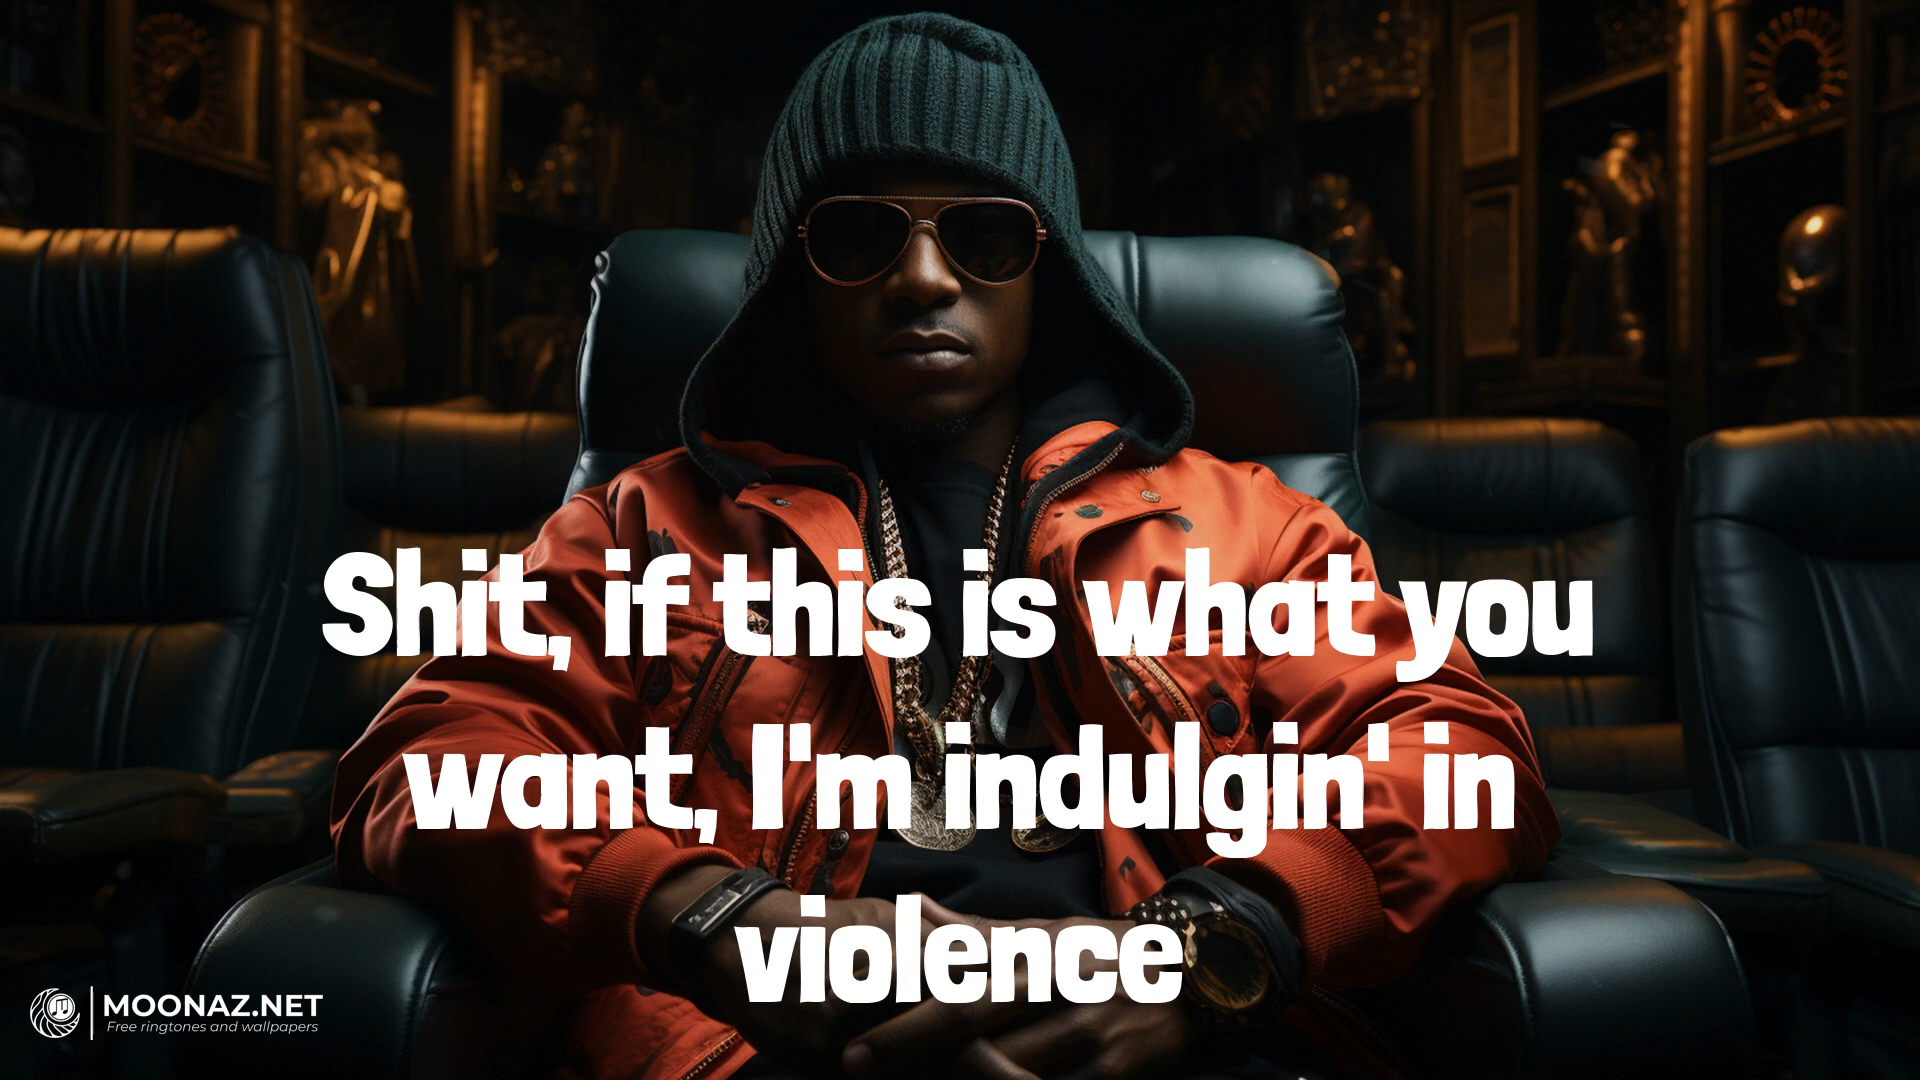 Shit, if this is what you
want, I'm indulgin' in
violence
MOONAZ.NET
Free ringtones and wallpapers